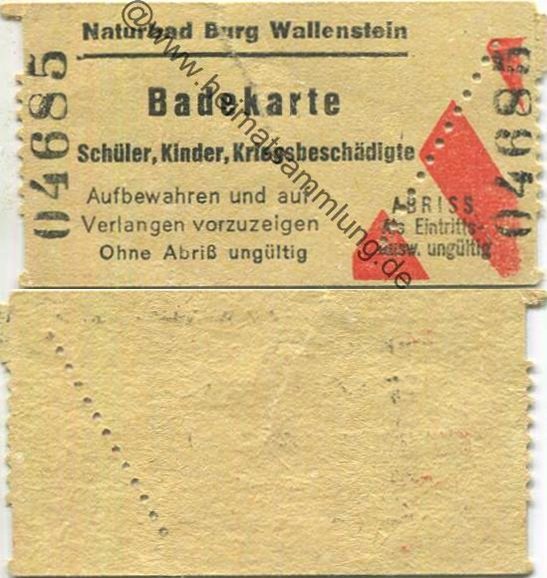 Naturbad Burg Wallenstein
04685
Badekarte
Schüler, Kinder, Kriegsbeschädigte
Aufbewahren und auf
Verlangen vorzuzeigen
Ohne Abriß ungültig
ABRISS
Als Eintritts-
ausw. ungültig
04685
@www.heimatsammlung.de